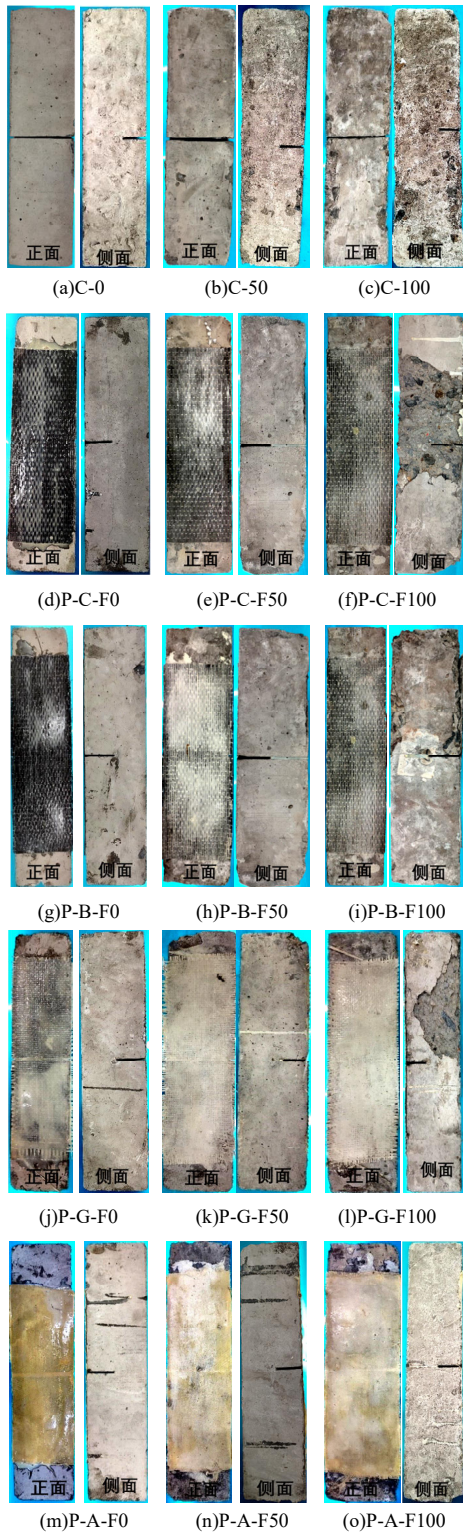 正面 侧面 正面 侧面 正面 侧面
(a)C-0 (b)C-50 (c)C-100
正面 侧面 正面 侧面 正面 侧面
(d)P-C-F0 (e)P-C-F50 (f)P-C-F100
正面 侧面 正面 侧面 正面 侧面
(g)P-B-F0 (h)P-B-F50 (i)P-B-F100
正面 侧面 正面 侧面 正面 侧面
(j)P-G-F0 (k)P-G-F50 (l)P-G-F100
正面 侧面 正面 侧面 正面 侧面
(m)P-A-F0 (n)P-A-F50 (o)P-A-F100